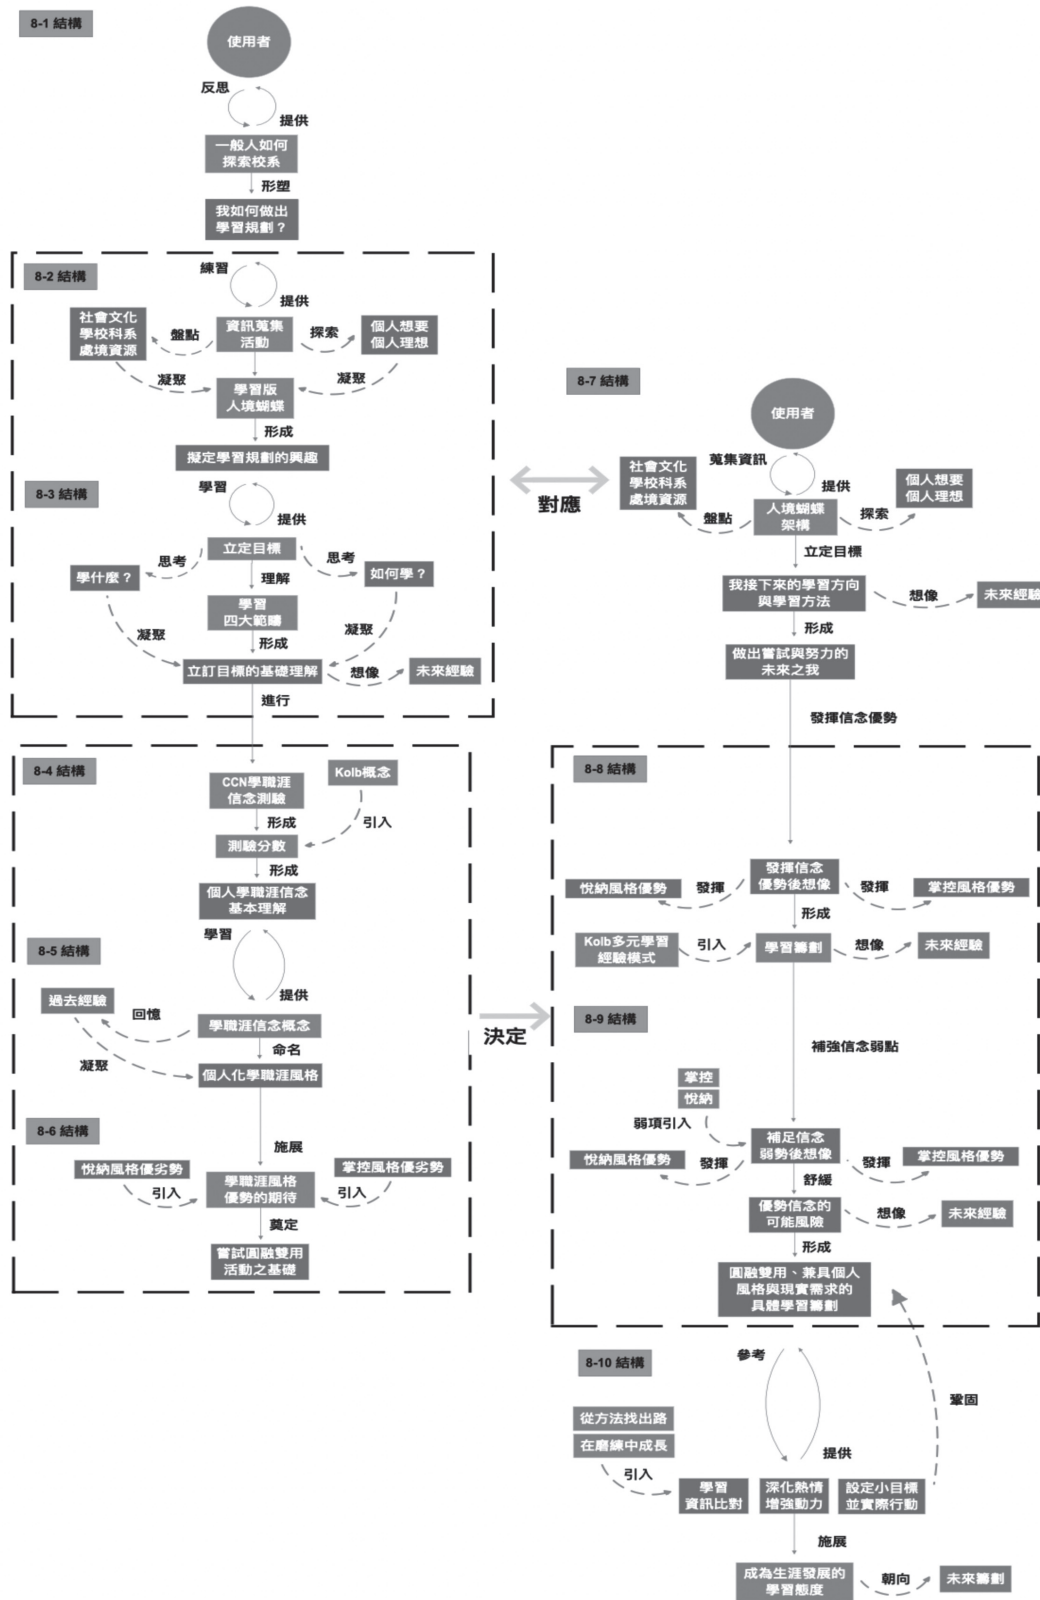 8-1 結構
使用者
反思
提供
一般人如何
探索校系
形塑
我如何做出
學習規劃？
8-2 結構
練習
提供
社會文化
學校科系
處境資源
盤點
資訊蒐集
活動
探索
個人想要
個人理想
凝聚
凝聚
學習版
人境蝴蝶
形成
擬定學習規劃的興趣
8-3 結構
學習
提供
立定目標
思考
思考
學什麼？
如何學？
理解
學習
四大範疇
凝聚
凝聚
形成
立訂目標的基礎理解
想像
未來經驗
進行
8-4 結構
CCN學職涯
信念測驗
Kolb概念
形成
引入
測驗分數
形成
個人學職涯信念
基本理解
學習
8-5 結構
提供
過去經驗
回憶
學職涯信念概念
命名
凝聚
個人化學職涯風格
8-6 結構
施展
悅納風格優劣勢
掌控風格優劣勢
引入
引入
學職涯風格
優勢的期待
奠定
嘗試圓融雙用
活動之基礎
對應
決定
8-7 結構
使用者
蒐集資訊
提供
社會文化
學校科系
處境資源
盤點
人境蝴蝶
架構
探索
個人想要
個人理想
立定目標
我接下來的學習方向
與學習方法
想像
未來經驗
形成
做出嘗試與努力的
未來之我
發揮信念優勢
8-8 結構
發揮信念
優勢後想像
悅納風格優勢
發揮
發揮
掌控風格優勢
形成
Kolb多元學習
經驗模式
引入
學習籌劃
想像
未來經驗
8-9 結構
補強信念弱點
掌控
悅納
弱項引入
補足信念
弱勢後想像
悅納風格優勢
發揮
發揮
掌控風格優勢
舒緩
優勢信念的
可能風險
想像
未來經驗
形成
圓融雙用、兼具個人
風格與現實需求的
具體學習籌劃
8-10 結構
參考
提供
鞏固
從方法找出路
在磨練中成長
引入
學習
資訊比對
深化熱情
增強動力
設定小目標
並實際行動
施展
成為生涯發展的
學習態度
朝向
未來籌劃